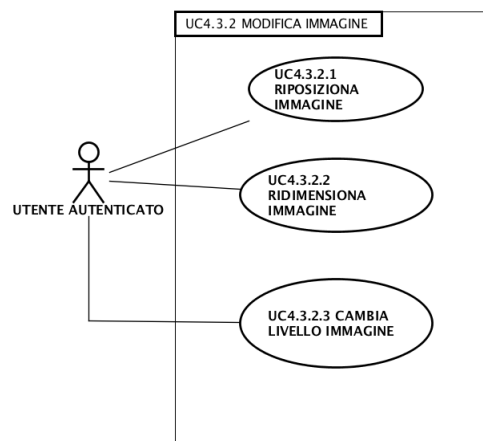 UC4.3.2 MODIFICA IMMAGINE
UC4.3.2.1
RIPOSIZIONA
IMMAGINE
UC4.3.2.2
RIDIMENSIONA
IMMAGINE
UTENTE AUTENTICATO
UC4.3.2.3 CAMBIA
LIVELLO IMMAGINE